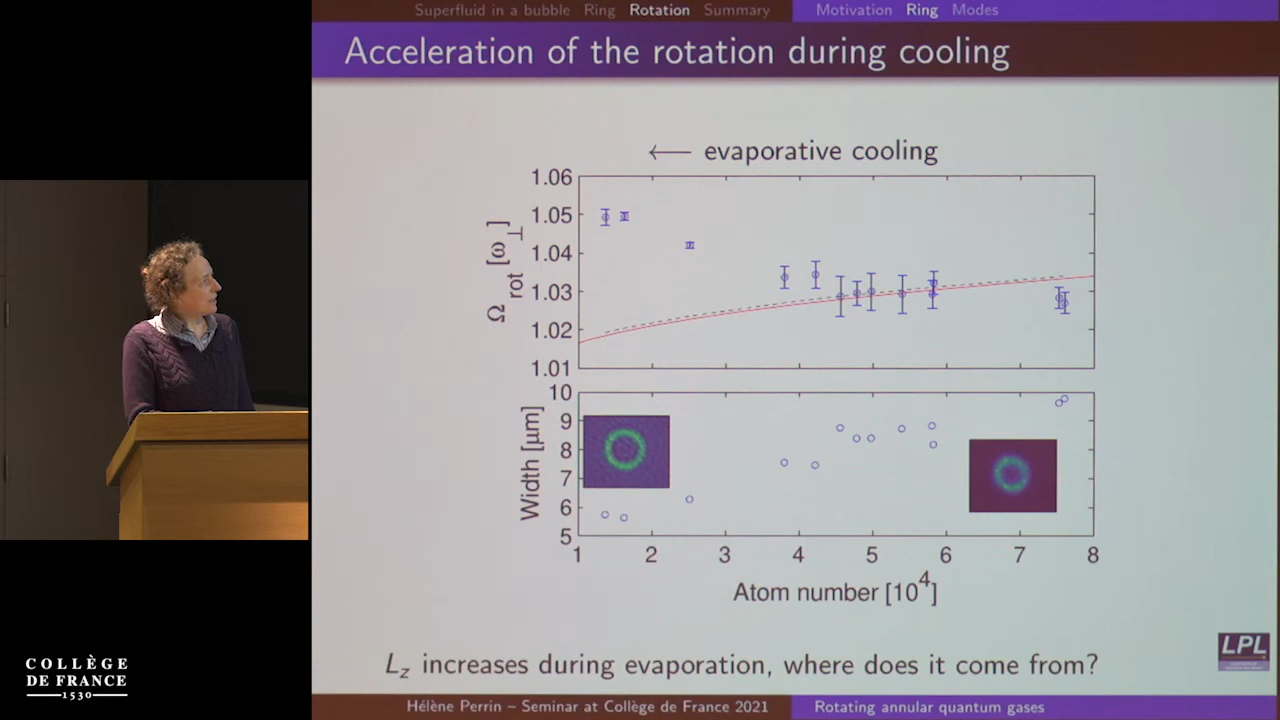 Superfluid in a bubble Ring Rotation Summary
Motivation Ring Modes
Acceleration of the rotation during cooling
⟵ evaporative cooling
1.06
1.05
1.04
1.03
1.02
1.01
Ω rot [ω⊥]
10
9
8
7
6
5
Width [µm]
1 2 3 4 5 6 7 8
Atom number [10⁴]
L_z increases during evaporation, where does it come from?
LPL
Hélène Perrin – Seminar at Collège de France 2021
Rotating annular quantum gases
COLLÈGE
DE FRANCE
1530